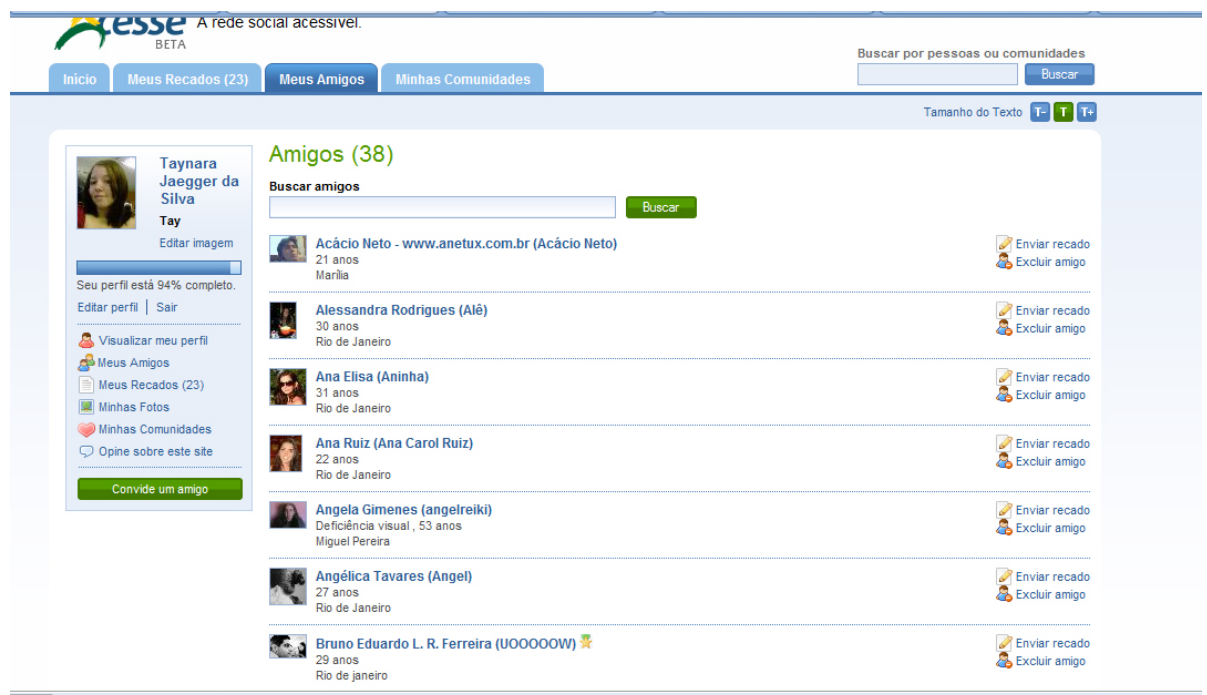 Acesse A rede social acessível.
BETA
Buscar por pessoas ou comunidades
Buscar
Início Meus Recados (23) Meus Amigos Minhas Comunidades
Tamanho do Texto T- T T+
Taynara
Jaegger da
Silva
Tay
Editar imagem
Seu perfil está 94% completo.
Editar perfil | Sair
Visualizar meu perfil
Meus Amigos
Meus Recados (23)
Minhas Fotos
Minhas Comunidades
Opine sobre este site
Convide um amigo
Amigos (38)
Buscar amigos
Buscar
Acácio Neto - www.anetux.com.br (Acácio Neto)
21 anos
Marília
Enviar recado
Excluir amigo
Alessandra Rodrigues (Alê)
30 anos
Rio de Janeiro
Enviar recado
Excluir amigo
Ana Elisa (Aninha)
31 anos
Rio de Janeiro
Enviar recado
Excluir amigo
Ana Ruiz (Ana Carol Ruiz)
22 anos
Rio de Janeiro
Enviar recado
Excluir amigo
Angela Gimenes (angelreiki)
Deficiência visual , 53 anos
Miguel Pereira
Enviar recado
Excluir amigo
Angélica Tavares (Angel)
27 anos
Rio de Janeiro
Enviar recado
Excluir amigo
Bruno Eduardo L. R. Ferreira (UOOOOOW)
29 anos
Rio de janeiro
Enviar recado
Excluir amigo